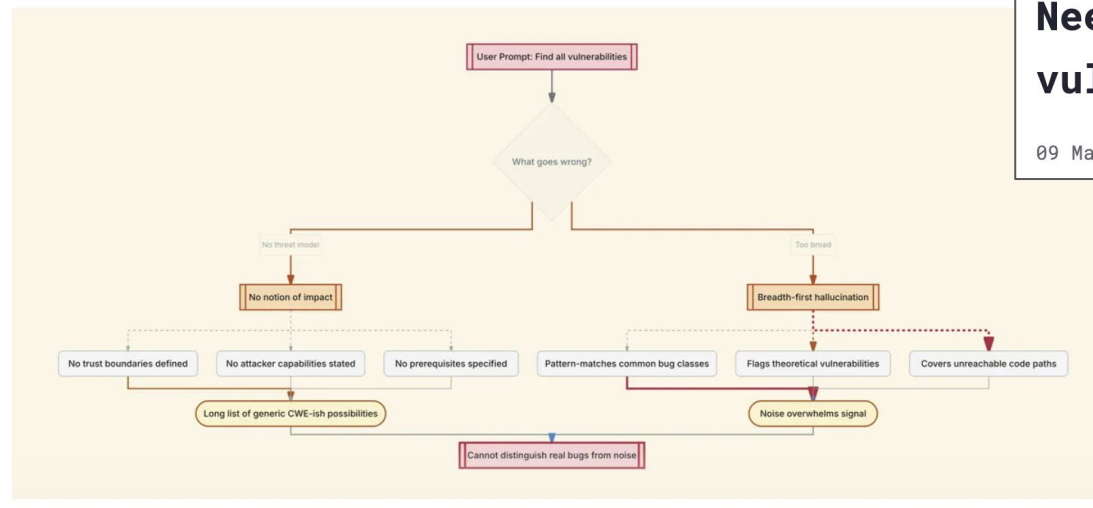 User Prompt: Find all vulnerabilities
What goes wrong?
No threat model
Too broad
No notion of impact
Breadth-first hallucination
No trust boundaries defined
No attacker capabilities stated
No prerequisites specified
Pattern-matches common bug classes
Flags theoretical vulnerabilities
Covers unreachable code paths
Long list of generic CWE-ish possibilities
Noise overwhelms signal
Cannot distinguish real bugs from noise
09